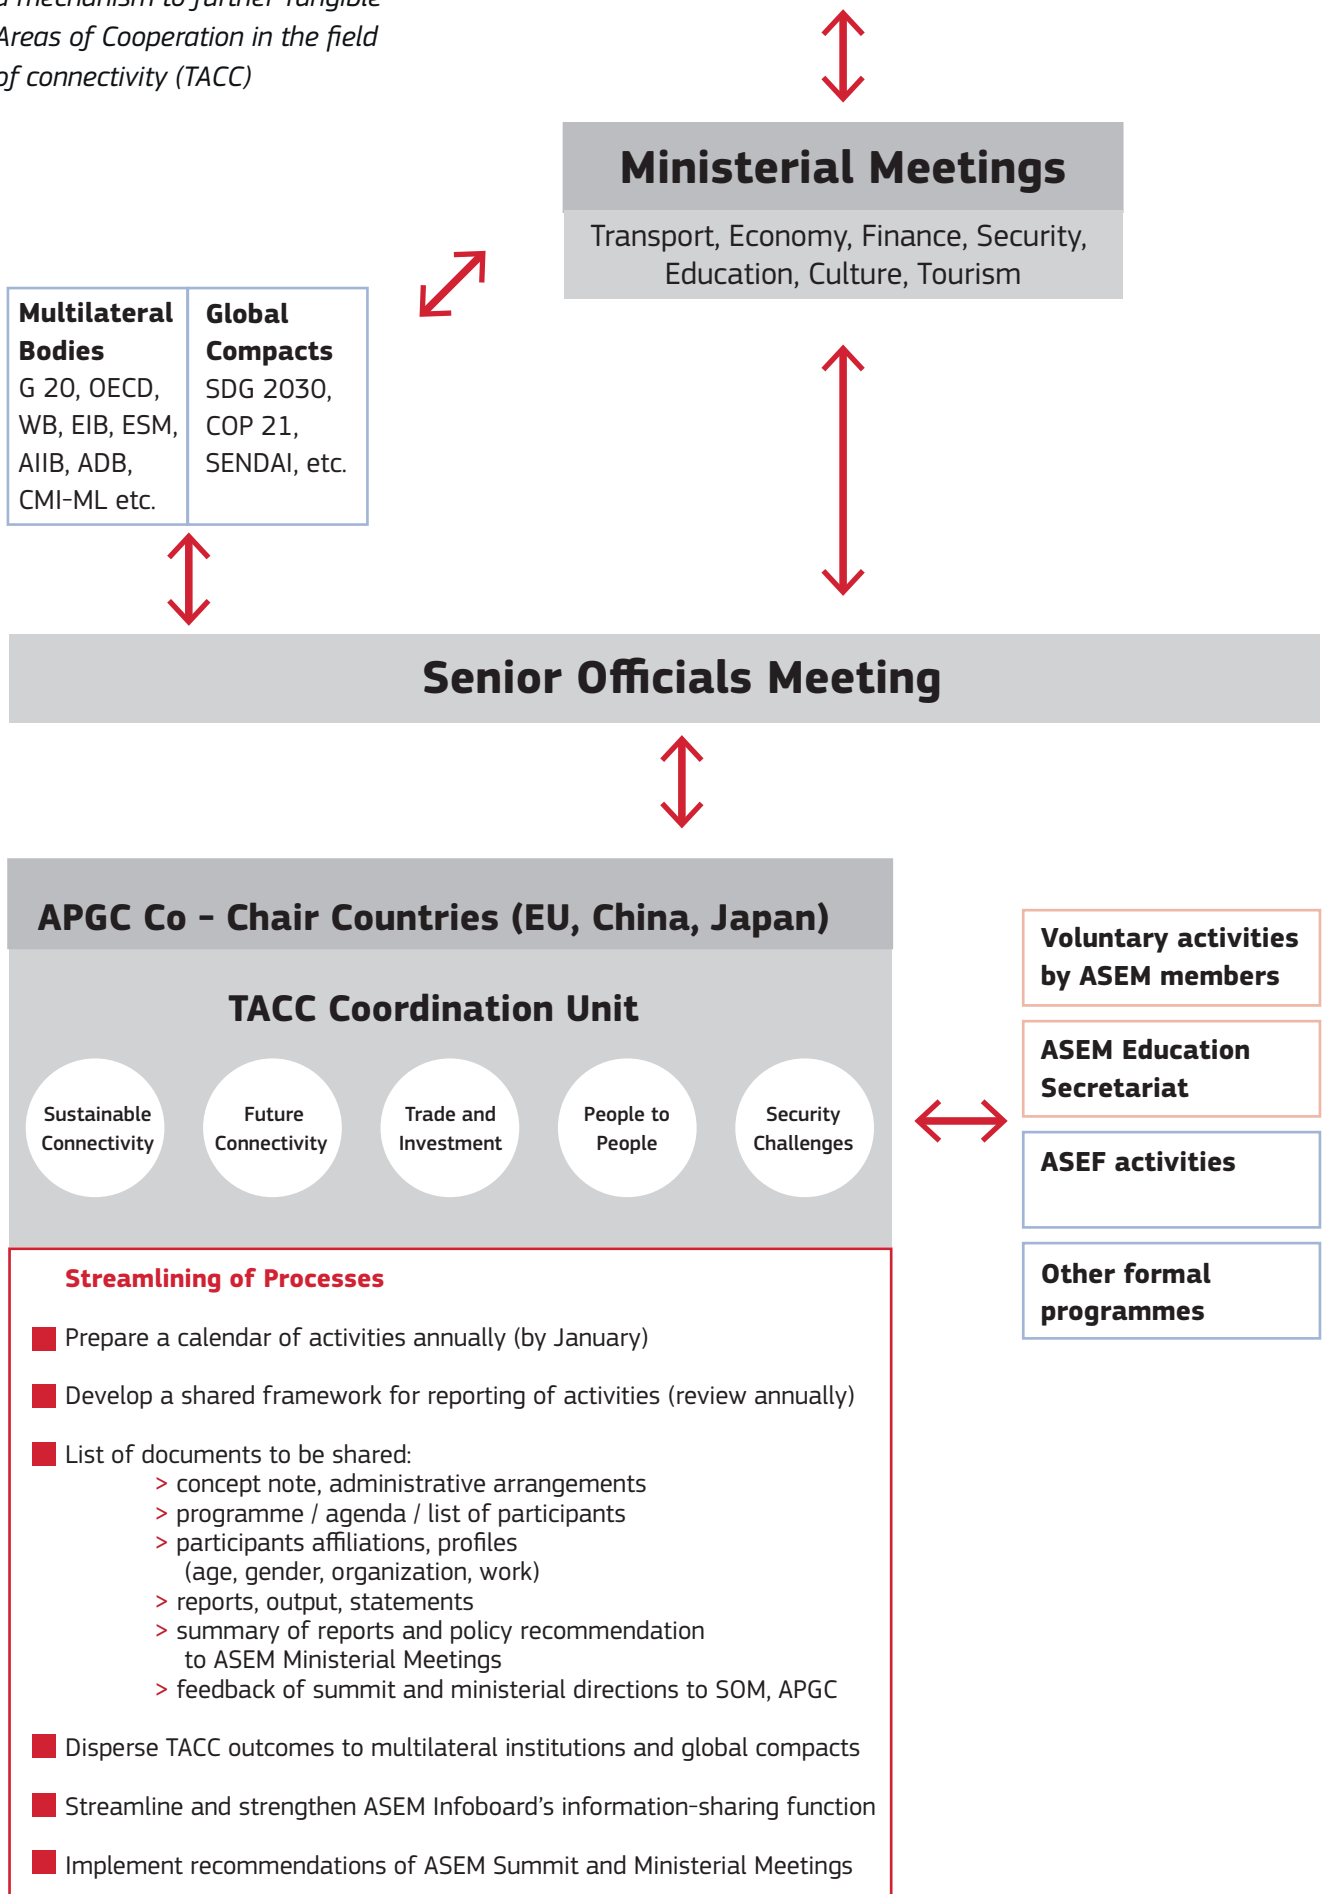 a mechanism to further Tangible
Areas of Cooperation in the field
of connectivity (TACC)
Ministerial Meetings
Transport, Economy, Finance, Security,
Education, Culture, Tourism
Multilateral
Bodies
G 20, OECD,
WB, EIB, ESM,
AIIB, ADB,
CMI-ML etc.
Global
Compacts
SDG 2030,
COP 21,
SENDAI, etc.
Senior Officials Meeting
APGC Co - Chair Countries (EU, China, Japan)
TACC Coordination Unit
Sustainable
Connectivity
Future
Connectivity
Trade and
Investment
People to
People
Security
Challenges
Voluntary activities
by ASEM members
ASEM Education
Secretariat
ASEF activities
Other formal
programmes
Streamlining of Processes
Prepare a calendar of activities annually (by January)
Develop a shared framework for reporting of activities (review annually)
List of documents to be shared:
> concept note, administrative arrangements
> programme / agenda / list of participants
> participants affiliations, profiles
(age, gender, organization, work)
> reports, output, statements
> summary of reports and policy recommendation
to ASEM Ministerial Meetings
> feedback of summit and ministerial directions to SOM, APGC
Disperse TACC outcomes to multilateral institutions and global compacts
Streamline and strengthen ASEM Infoboard's information-sharing function
Implement recommendations of ASEM Summit and Ministerial Meetings